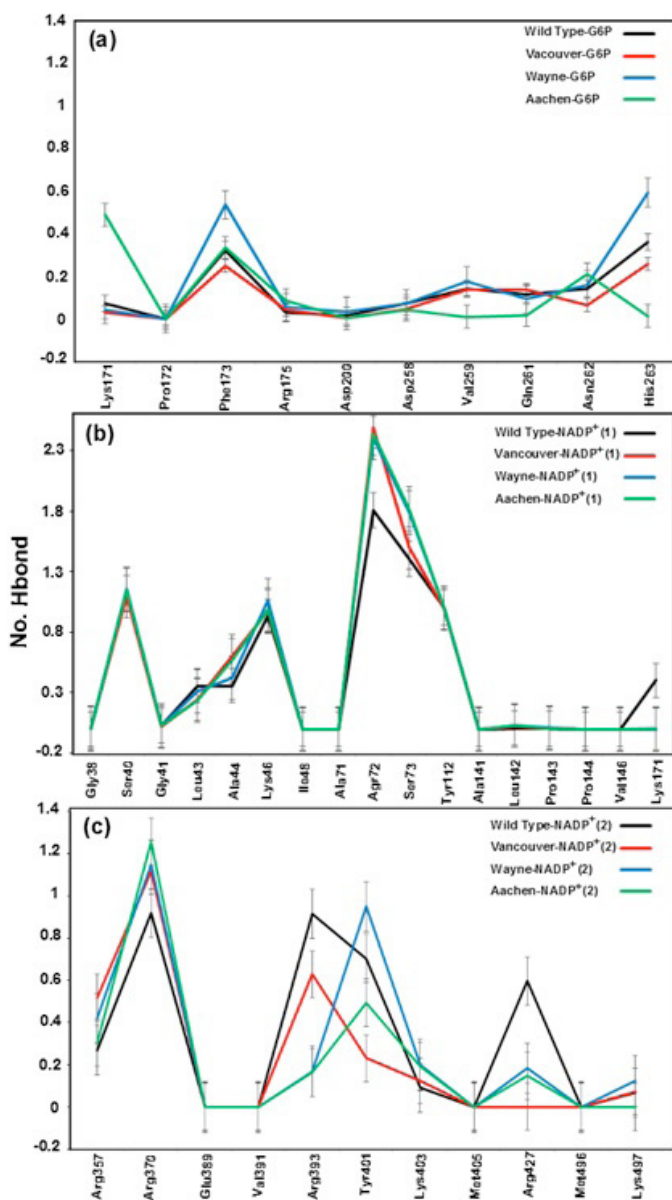 (a)
Wild Type-G6P
Vacouver-G6P
Wayne-G6P
Aachen-G6P
1.4
1.2
1
0.8
0.6
0.4
0.2
0
-0.2
Lys171
Pro172
Phe173
Arg175
Asp200
Asp258
Val259
Gln261
Asn262
His263
No. Hbond
(b)
Wild Type-NADP⁺(1)
Vancouver-NADP⁺(1)
Wayne-NADP⁺(1)
Aachen-NADP⁺(1)
2.3
1.8
1.3
0.8
0.3
-0.2
Gly38
Ser40
Gly41
Leu43
Ala44
Lys46
Ile48
Ala71
Agr72
Ser73
Tyr112
Ala141
Leu142
Pro143
Pro144
Val146
Lys171
(c)
Wild Type-NADP⁺(2)
Vancouver-NADP⁺(2)
Wayne-NADP⁺(2)
Aachen-NADP⁺(2)
1.4
1.2
1
0.8
0.6
0.4
0.2
0
-0.2
Arg357
Arg370
Glu389
Val391
Arg393
Tyr401
Lys403
Met405
Arg427
Met496
Lys497